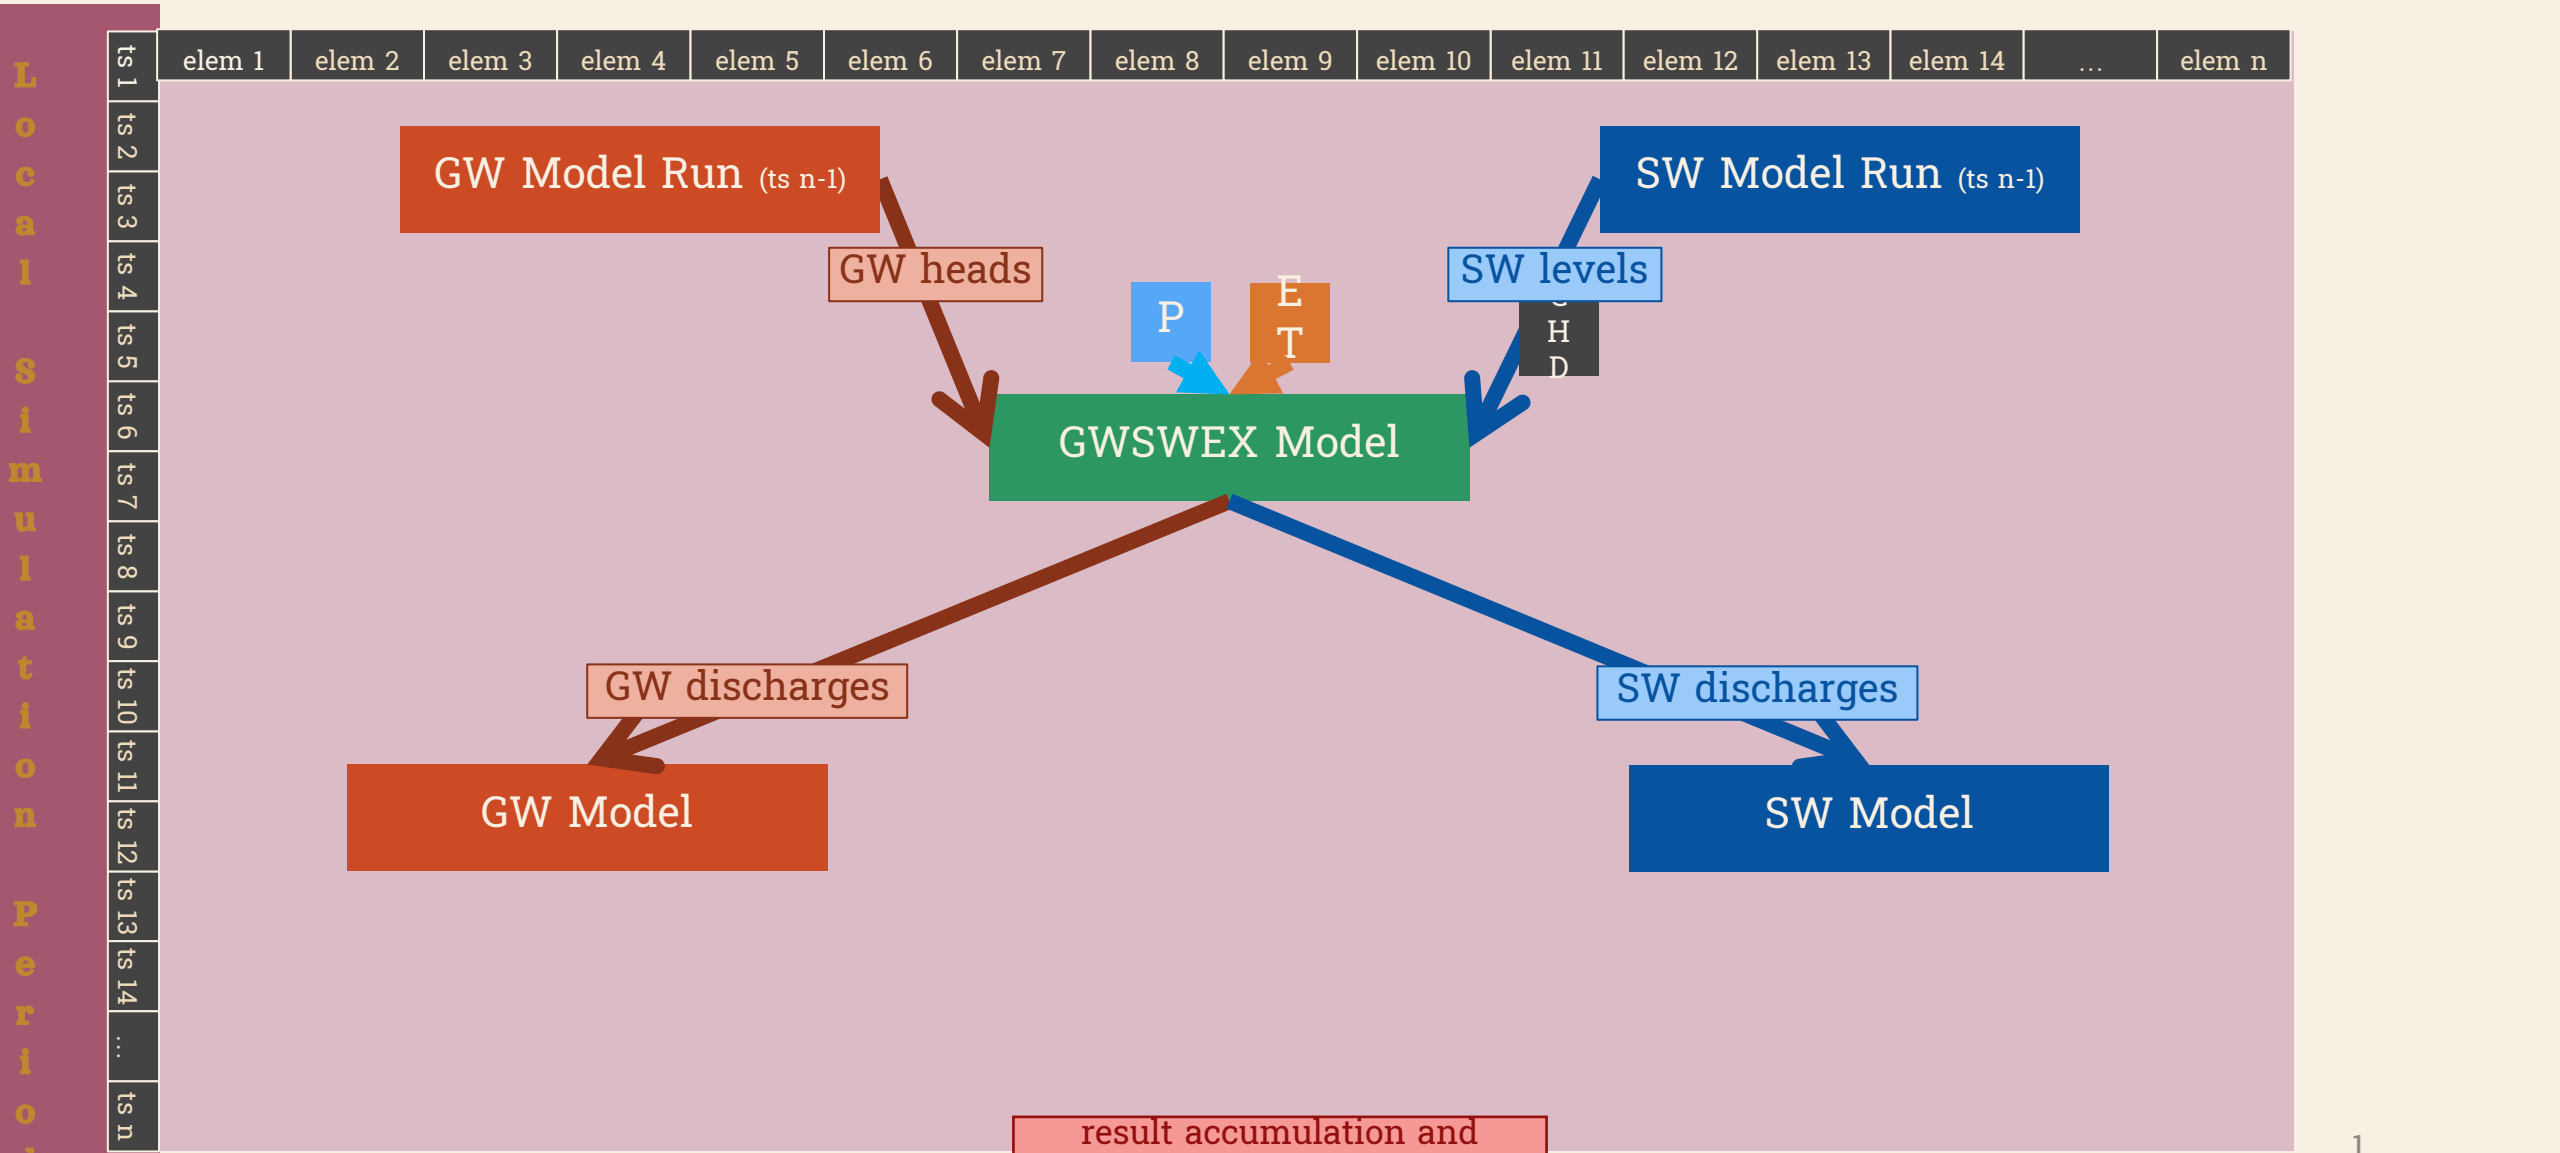 elem 1 elem 2 elem 3 elem 4 elem 5 elem 6 elem 7 elem 8 elem 9 elem 10 elem 11 elem 12 elem 13 elem 14 ... elem n
ts 1
ts 2
ts 3
ts 4
ts 5
ts 6
ts 7
ts 8
ts 9
ts 10
ts 11
ts 12
ts 13
ts 14
...
ts n
Local Simulation Perio
GW Model Run (ts n-1)
SW Model Run (ts n-1)
GW heads
SW levels
P
E
T
H
D
GWSWEX Model
GW discharges
SW discharges
GW Model
SW Model
result accumulation and
1